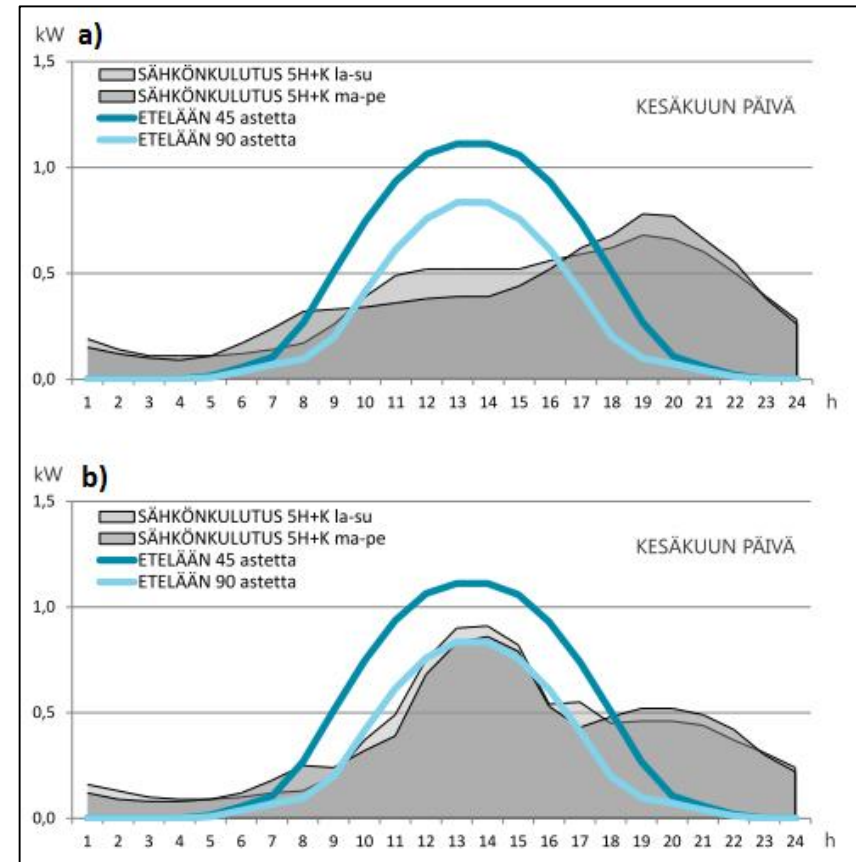 kW a)
1,5
SÄHKÖNKULUTUS 5H+K la-su
SÄHKÖNKULUTUS 5H+K ma-pe
ETELÄÄN 45 astetta
ETELÄÄN 90 astetta
KESÄKUUN PÄIVÄ
1,0
0,5
0,0
1 2 3 4 5 6 7 8 9 10 11 12 13 14 15 16 17 18 19 20 21 22 23 24 h
kW b)
1,5
SÄHKÖNKULUTUS 5H+K la-su
SÄHKÖNKULUTUS 5H+K ma-pe
ETELÄÄN 45 astetta
ETELÄÄN 90 astetta
KESÄKUUN PÄIVÄ
1,0
0,5
0,0
1 2 3 4 5 6 7 8 9 10 11 12 13 14 15 16 17 18 19 20 21 22 23 24 h